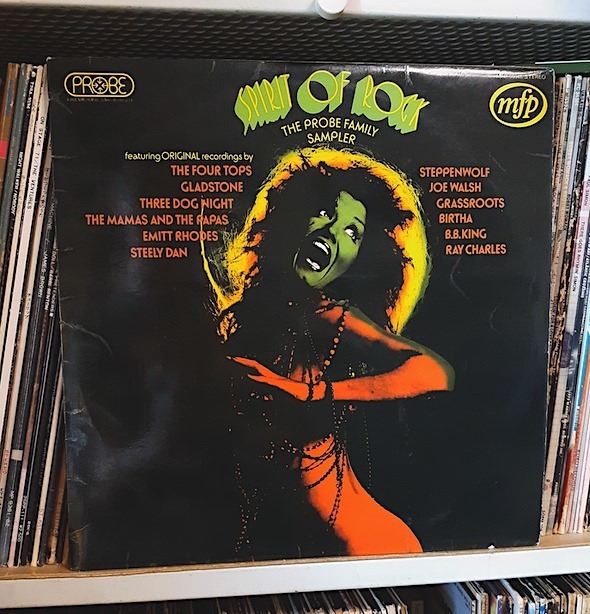 PROBE
STEREO
SPIRIT OF ROCK
mfp
THE PROBE FAMILY
SAMPLER
featuring ORIGINAL recordings by
THE FOUR TOPS
GLADSTONE
THREE DOG NIGHT
THE MAMAS AND THE PAPAS
EMITT RHODES
STEELY DAN
STEPPENWOLF
JOE WALSH
GRASSROOTS
BIRTHA
B.B.KING
RAY CHARLES